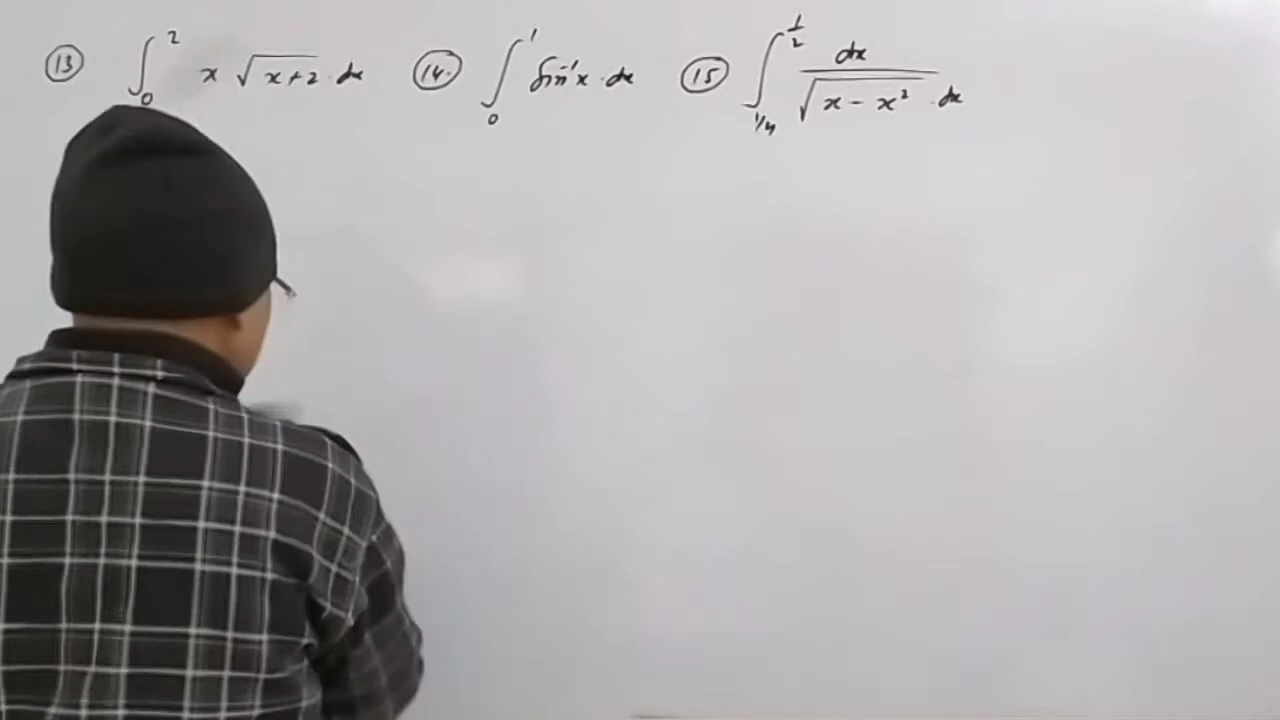 (13) ∫₀² x √(x+2) · dx (14.) ∫₀¹ Sin⁻¹x · dx (15) ∫_{1/4}^{1/2} dx/√(x − x²) · dx